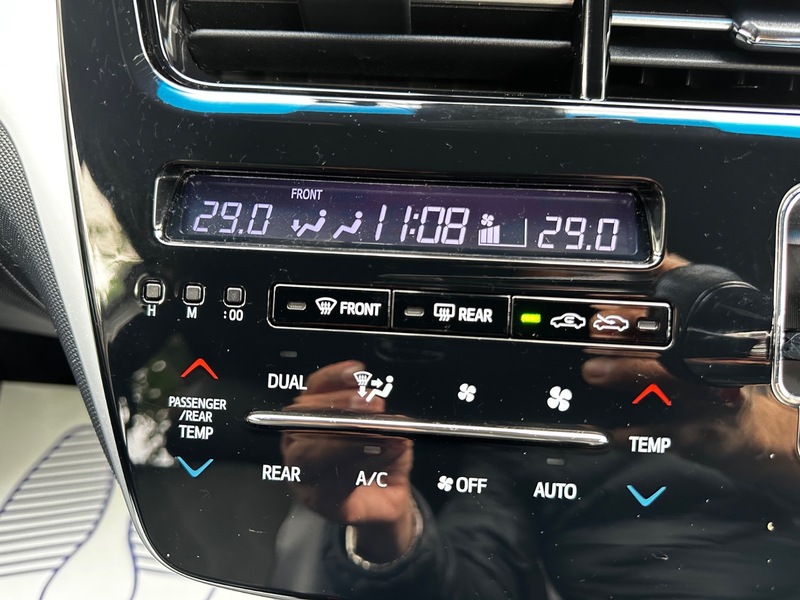 FRONT
29.0 11:08 29.0
H M :00
FRONT REAR
DUAL
PASSENGER
/REAR
TEMP
TEMP
REAR A/C OFF AUTO